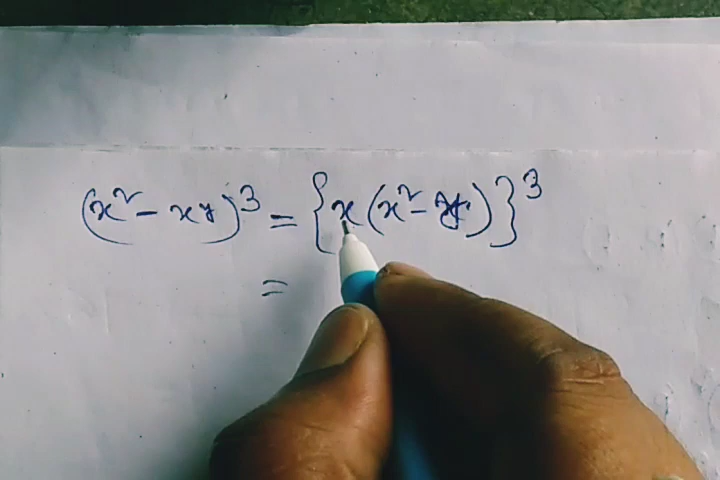 (x² - xy)³ = {x(x² - y)}³
=